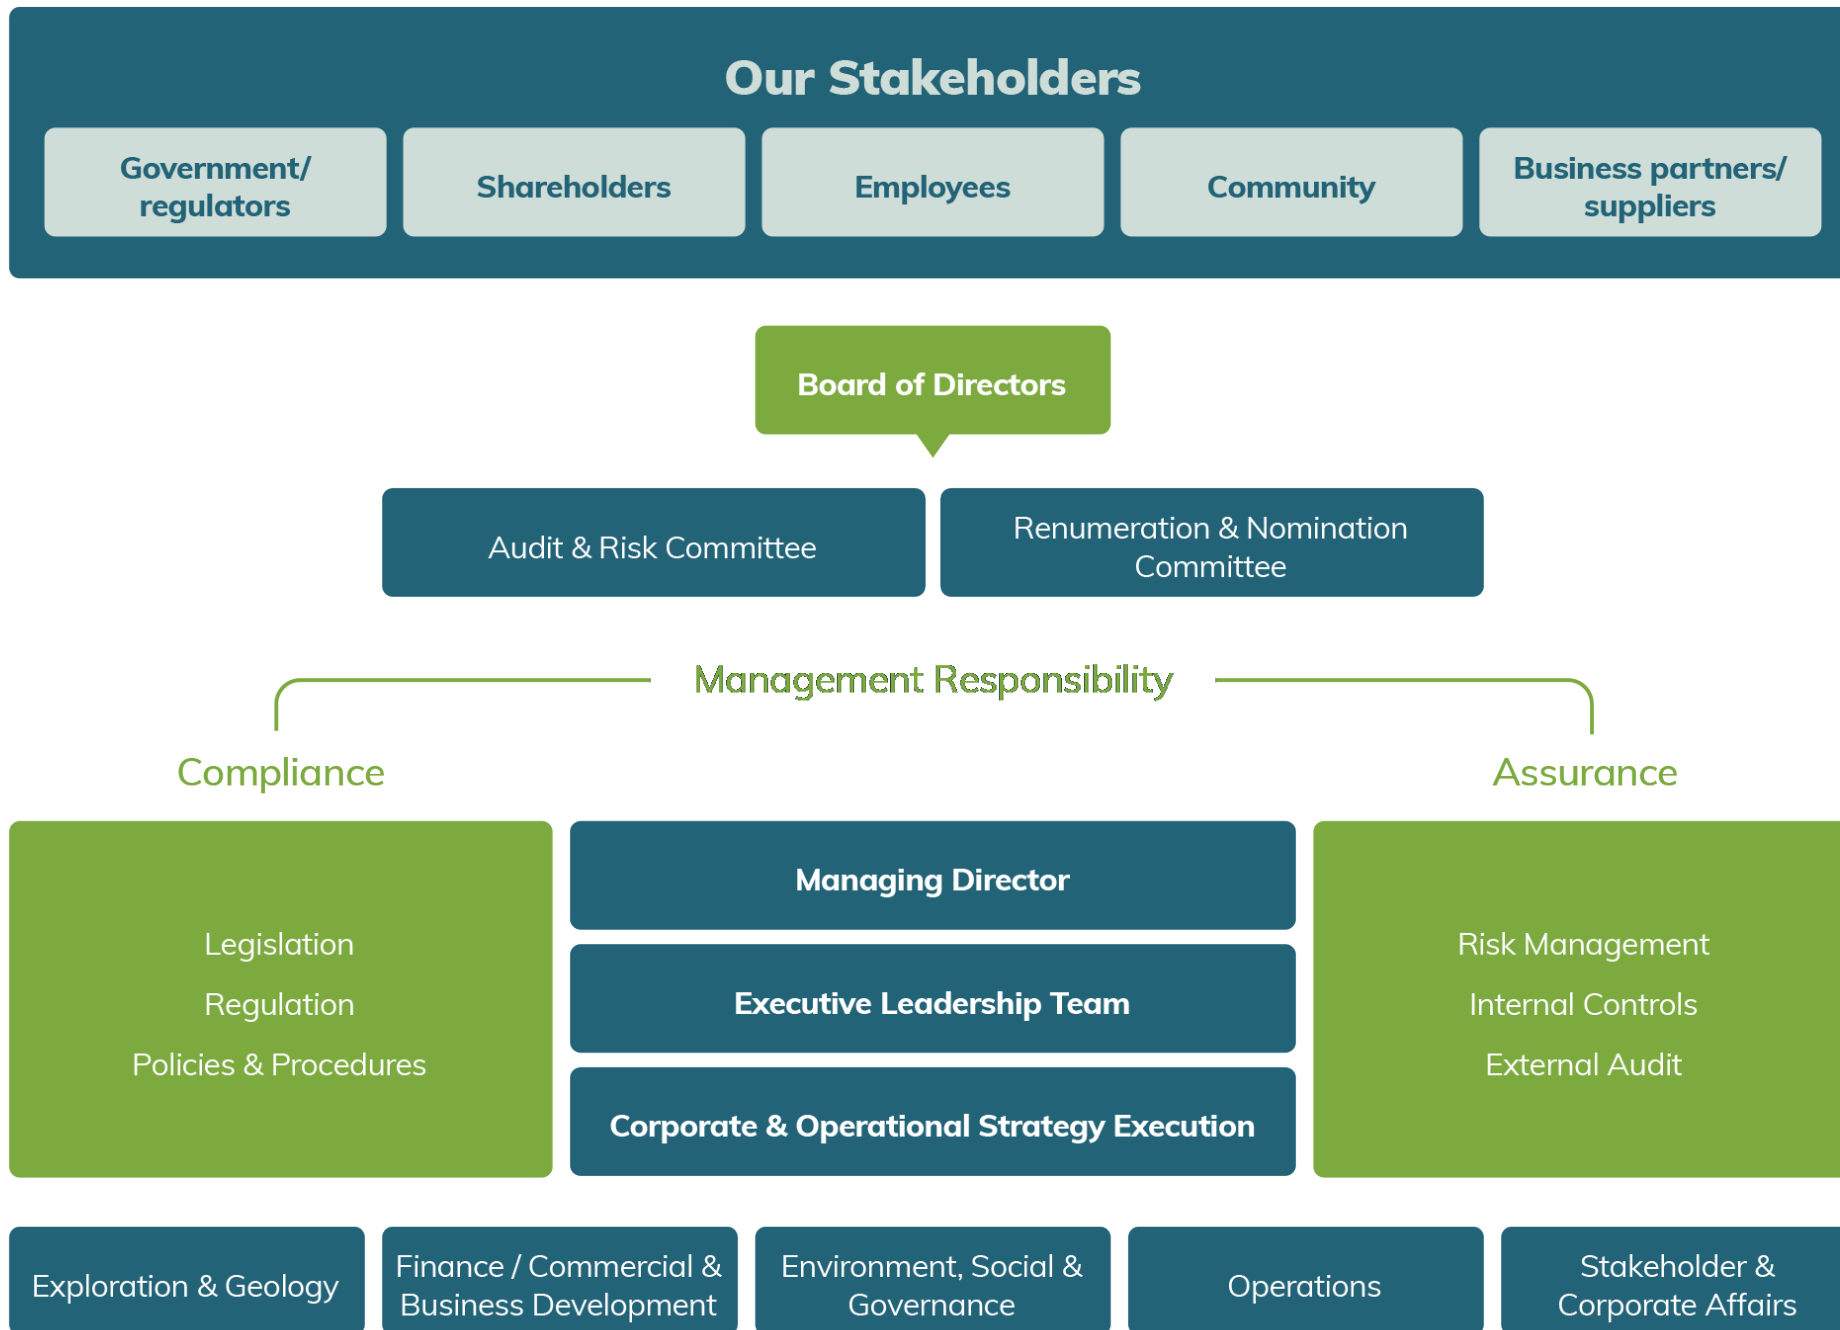 Our Stakeholders
Government/
regulators
Shareholders
Employees
Community
Business partners/
suppliers
Board of Directors
Audit & Risk Committee
Renumeration & Nomination
Committee
Management Responsibility
Compliance
Assurance
Legislation
Regulation
Policies & Procedures
Managing Director
Executive Leadership Team
Corporate & Operational Strategy Execution
Risk Management
Internal Controls
External Audit
Exploration & Geology
Finance / Commercial &
Business Development
Environment, Social &
Governance
Operations
Stakeholder &
Corporate Affairs